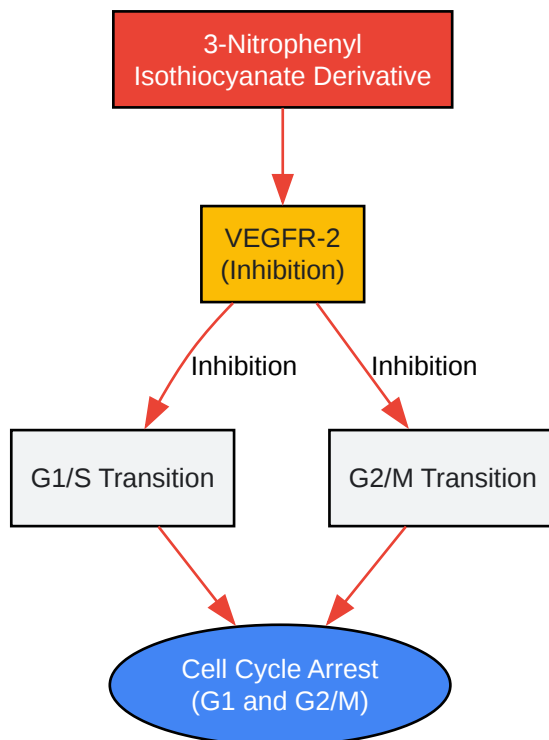 3-Nitrophenyl
Isothiocyanate Derivative
VEGFR-2
(Inhibition)
Inhibition
Inhibition
G1/S Transition
G2/M Transition
Cell Cycle Arrest
(G1 and G2/M)